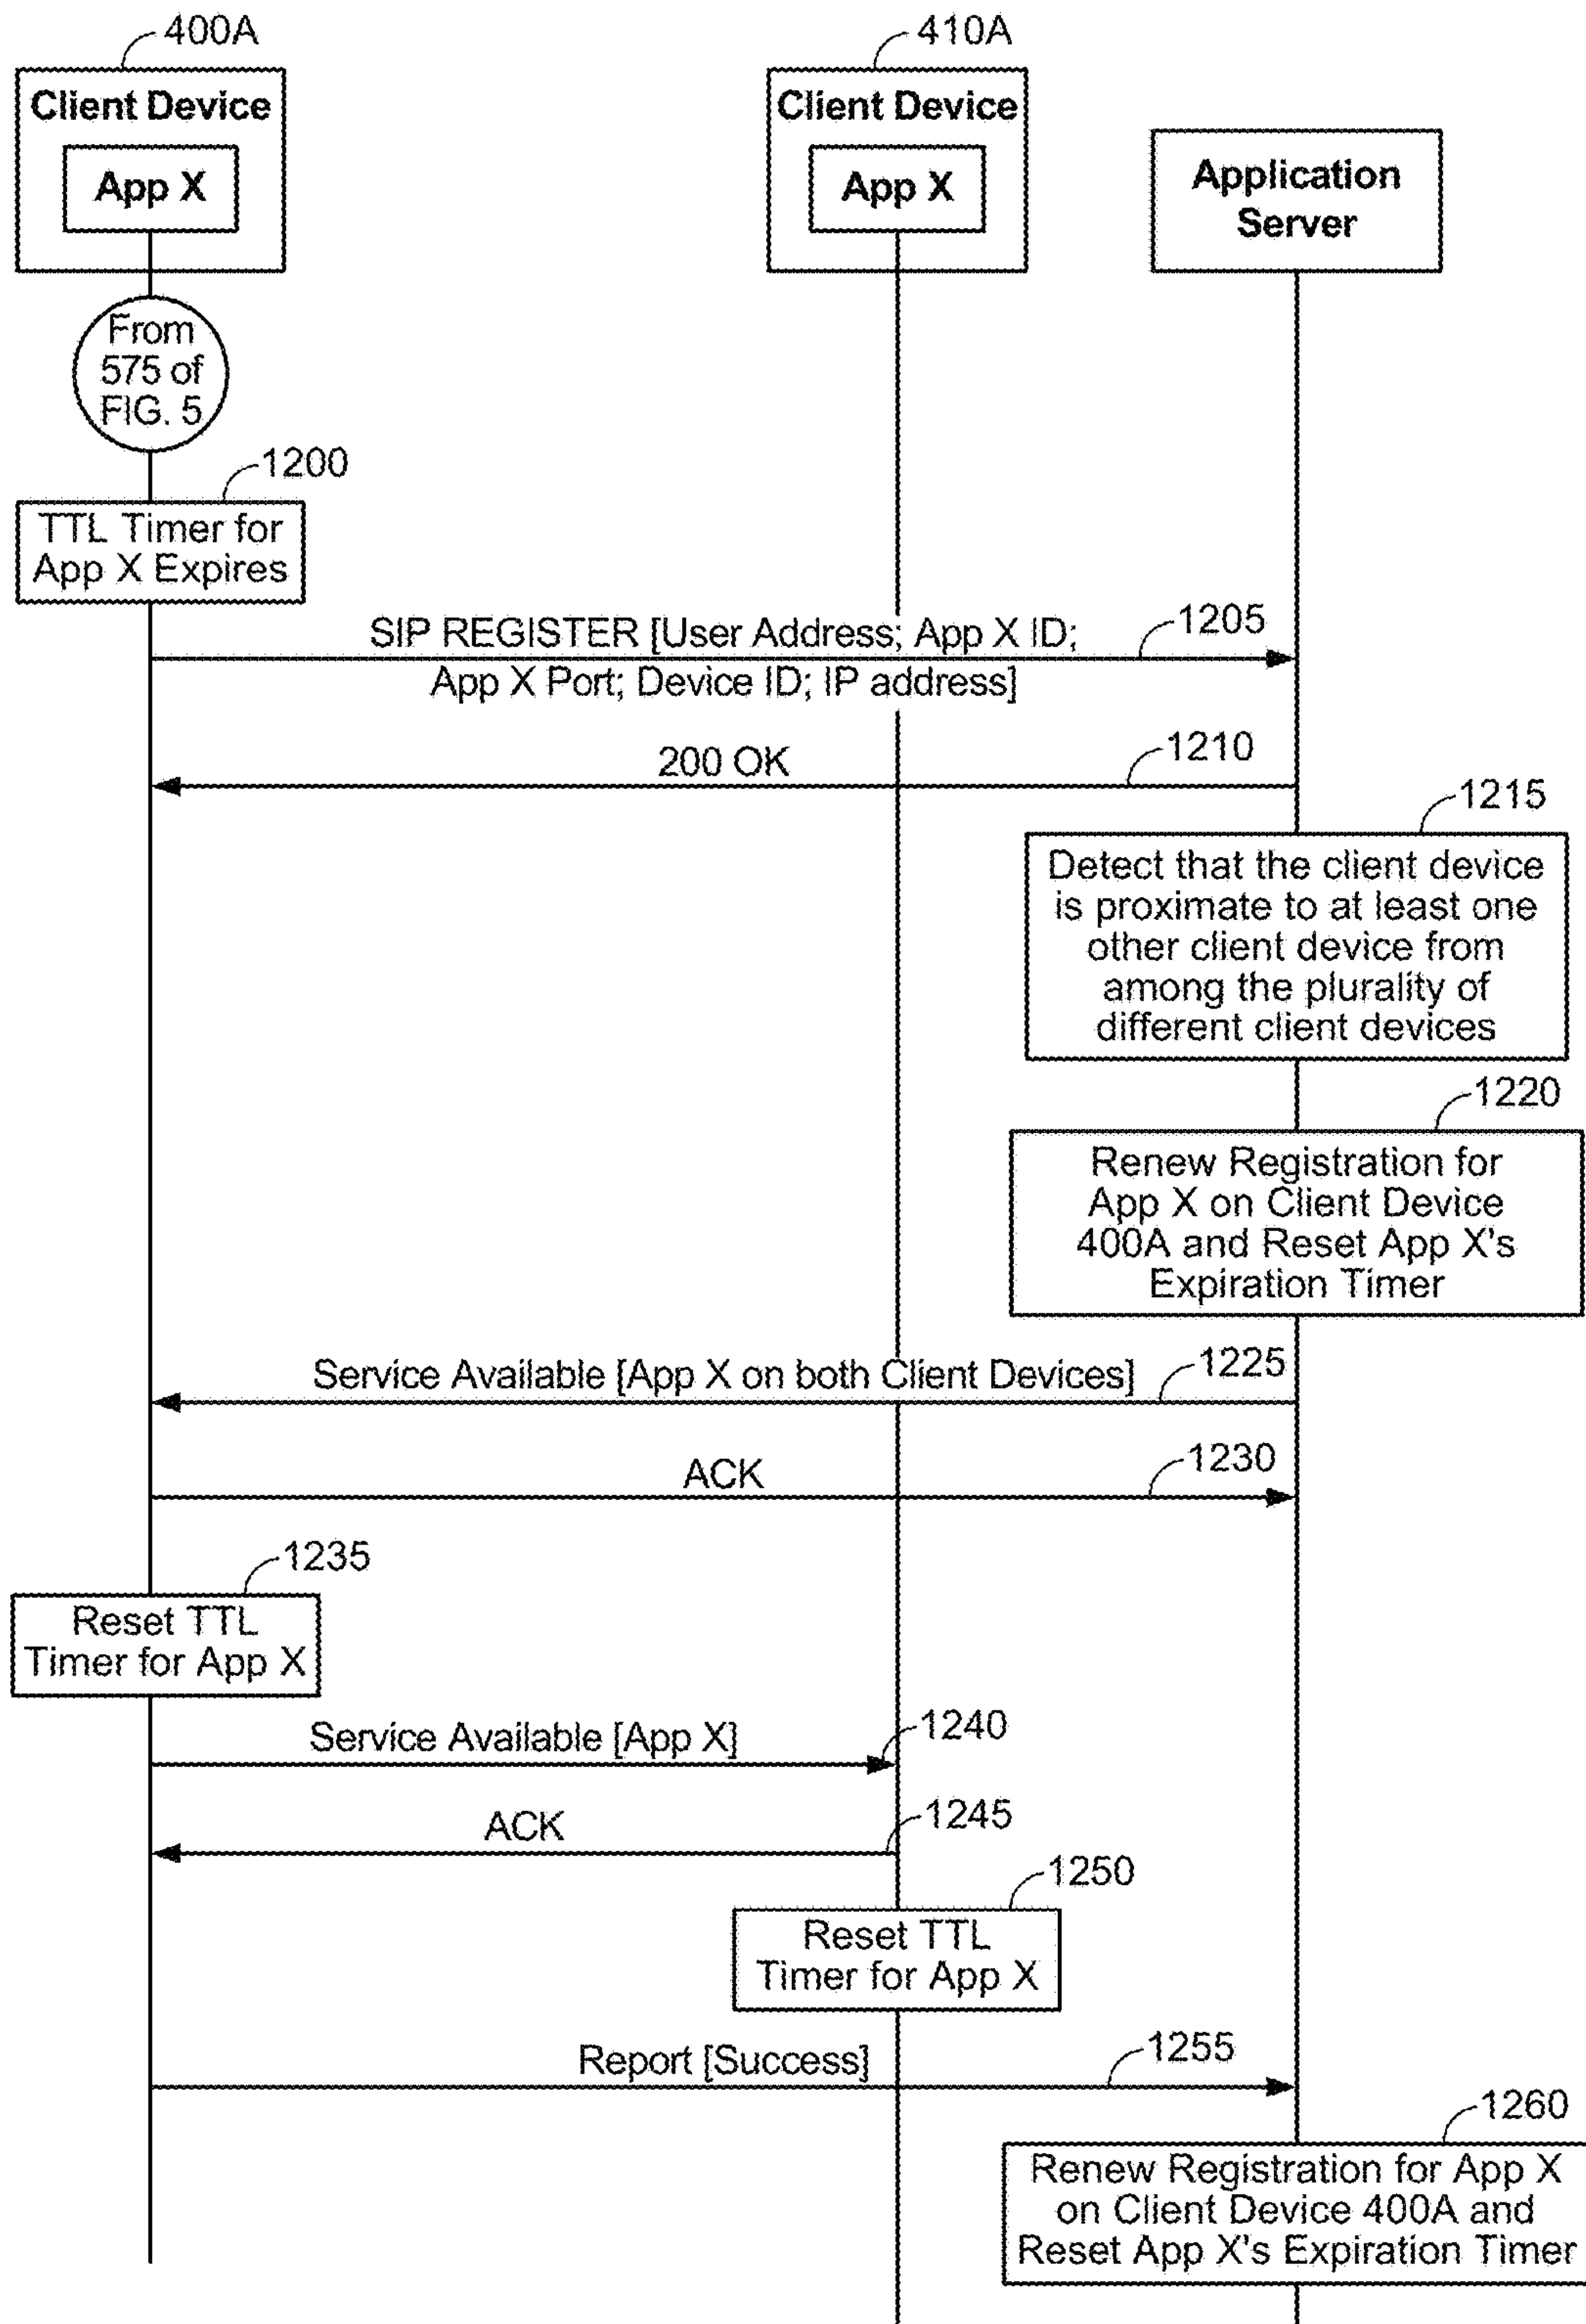 400A
410A
Client Device
App X
Client Device
App X
Application
Server
From
575 of
FIG. 5
1200
TTL Timer for
App X Expires
SIP REGISTER [User Address; App X ID;
1205
App X Port; Device ID; IP address]
200 OK
1210
1215
Detect that the client device
is proximate to at least one
other client device from
among the plurality of
different client devices
1220
Renew Registration for
App X on Client Device
400A and Reset App X's
Expiration Timer
Service Available [App X on both Client Devices]
1225
ACK
1230
1235
Reset TTL
Timer for App X
Service Available [App X]
1240
ACK
1245
1250
Reset TTL
Timer for App X
Report [Success]
1255
1260
Renew Registration for App X
on Client Device 400A and
Reset App X's Expiration Timer